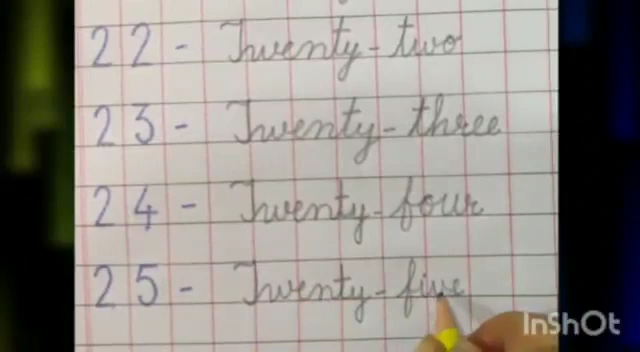 22 - Twenty-two
23 - Twenty-three
24 - Twenty-four
25 - Twenty-five
InShOt